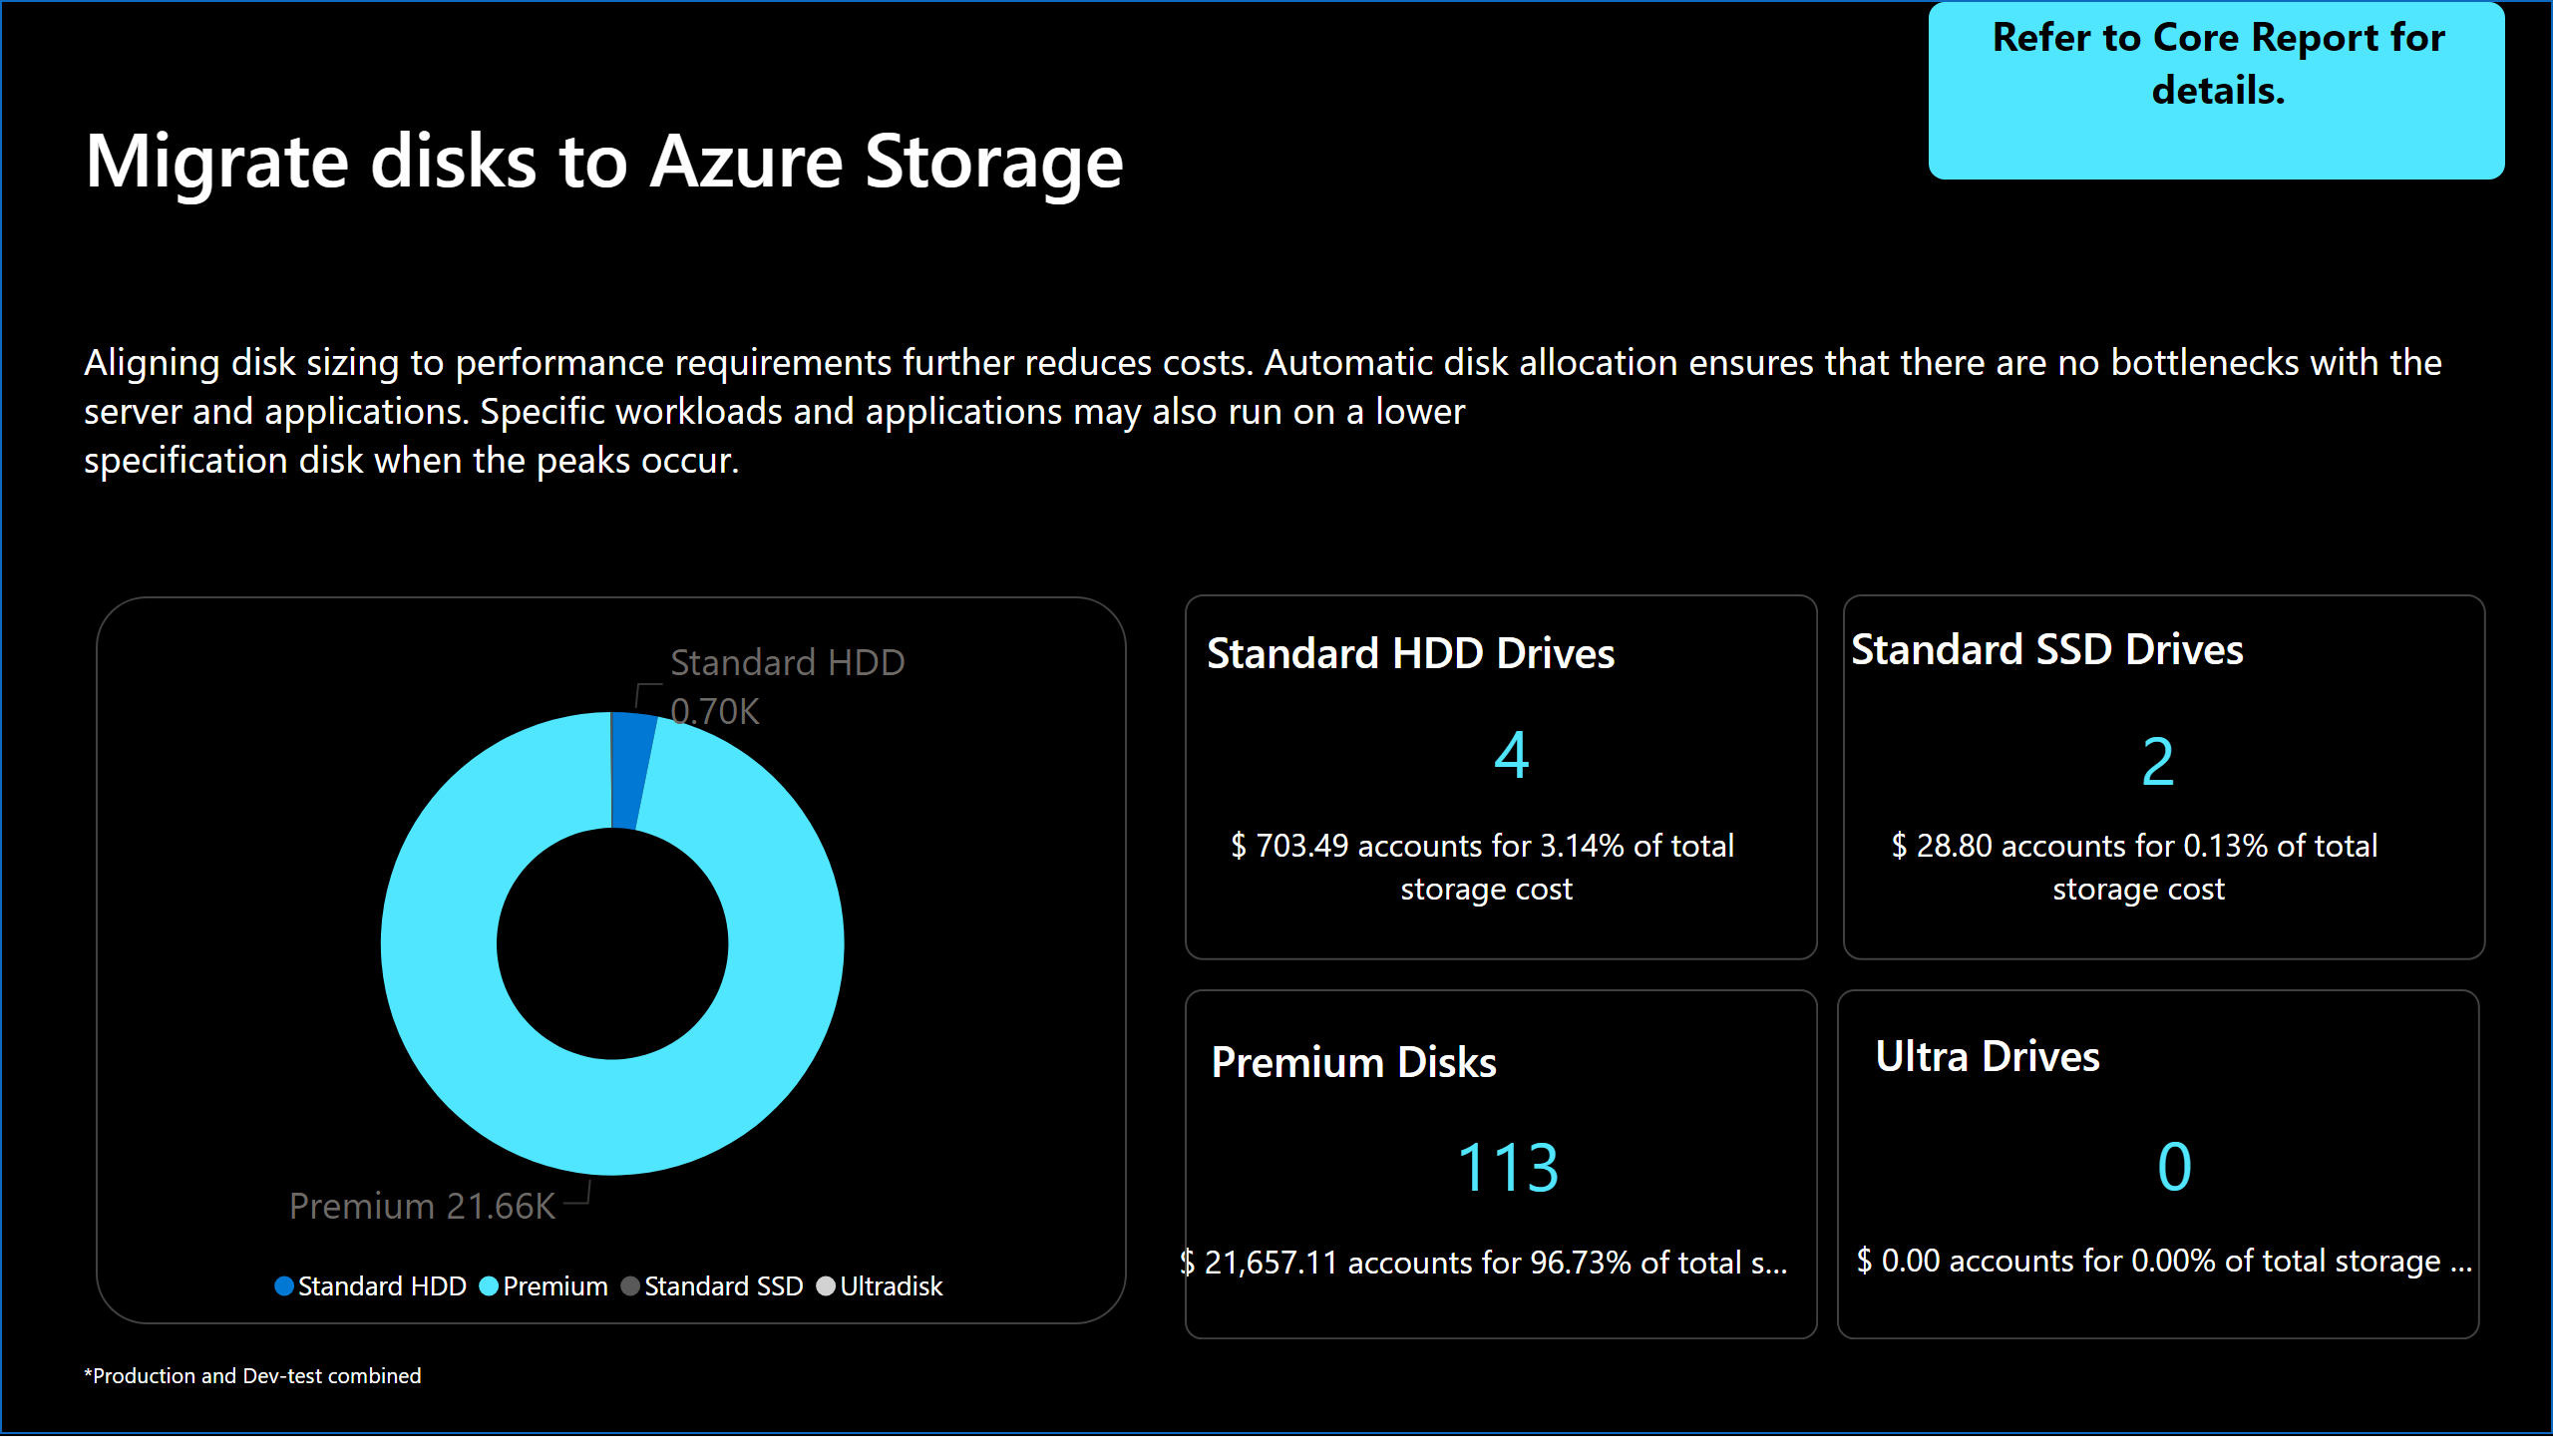 Refer to Core Report for
details.
Migrate disks to Azure Storage
Aligning disk sizing to performance requirements further reduces costs. Automatic disk allocation ensures that there are no bottlenecks with the
server and applications. Specific workloads and applications may also run on a lower
specification disk when the peaks occur.
Standard HDD
0.70K
Premium 21.66K
Standard HDD Premium Standard SSD Ultradisk
Standard HDD Drives
4
$ 703.49 accounts for 3.14% of total
storage cost
Standard SSD Drives
2
$ 28.80 accounts for 0.13% of total
storage cost
Premium Disks
113
$ 21,657.11 accounts for 96.73% of total s...
Ultra Drives
0
$ 0.00 accounts for 0.00% of total storage ...
*Production and Dev-test combined